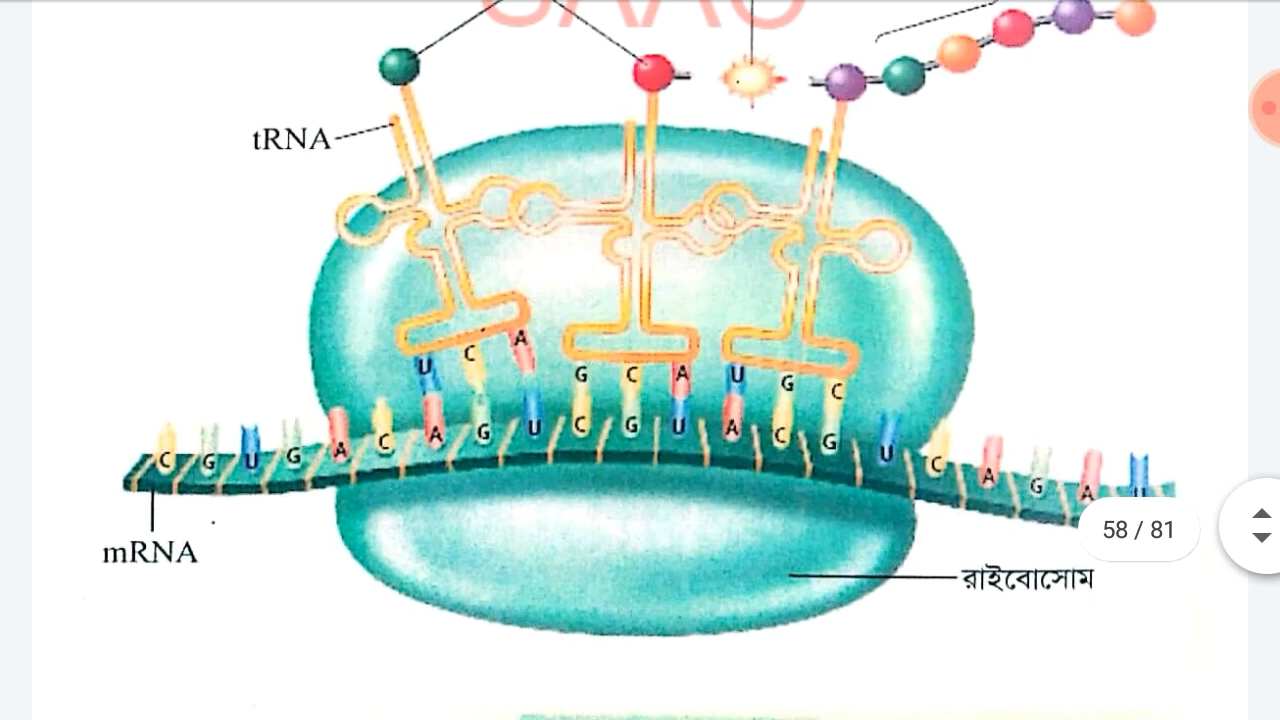 tRNA
U C A G C A U G C
C G U G A C A G U C G U A C G U C A G A U
mRNA
58 / 81
রাইবোসোম